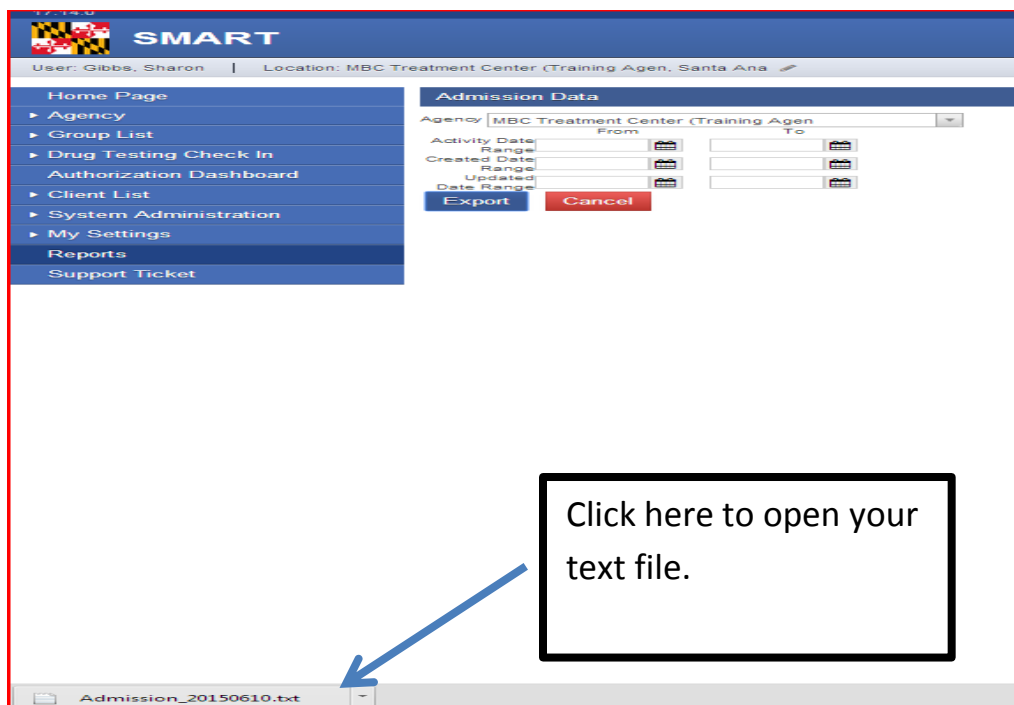 17.14.0
SMART
User: Gibbs, Sharon | Location: MBC Treatment Center (Training Agen, Santa Ana
Home Page
Agency
Group List
Drug Testing Check In
Authorization Dashboard
Client List
System Administration
My Settings
Reports
Support Ticket
Admission Data
Agency MBC Treatment Center (Training Agen
From To
Activity Date
Range
Created Date
Range
Updated
Date Range
Export Cancel
Click here to open your
text file.
Admission_20150610.txt